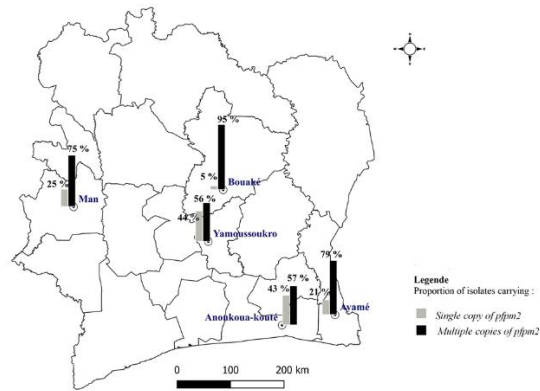 95 %
75 %
5 %
25 %
Bouaké
Man
56 %
44 %
Yamoussoukro
79 %
57 %
43 %
21 %
Anonkoua-kouté
Ayamé
Legende
Proportion of isolates carrying :
Single copy of pfpm2
Multiple copies of pfpm2
0 100 200 km